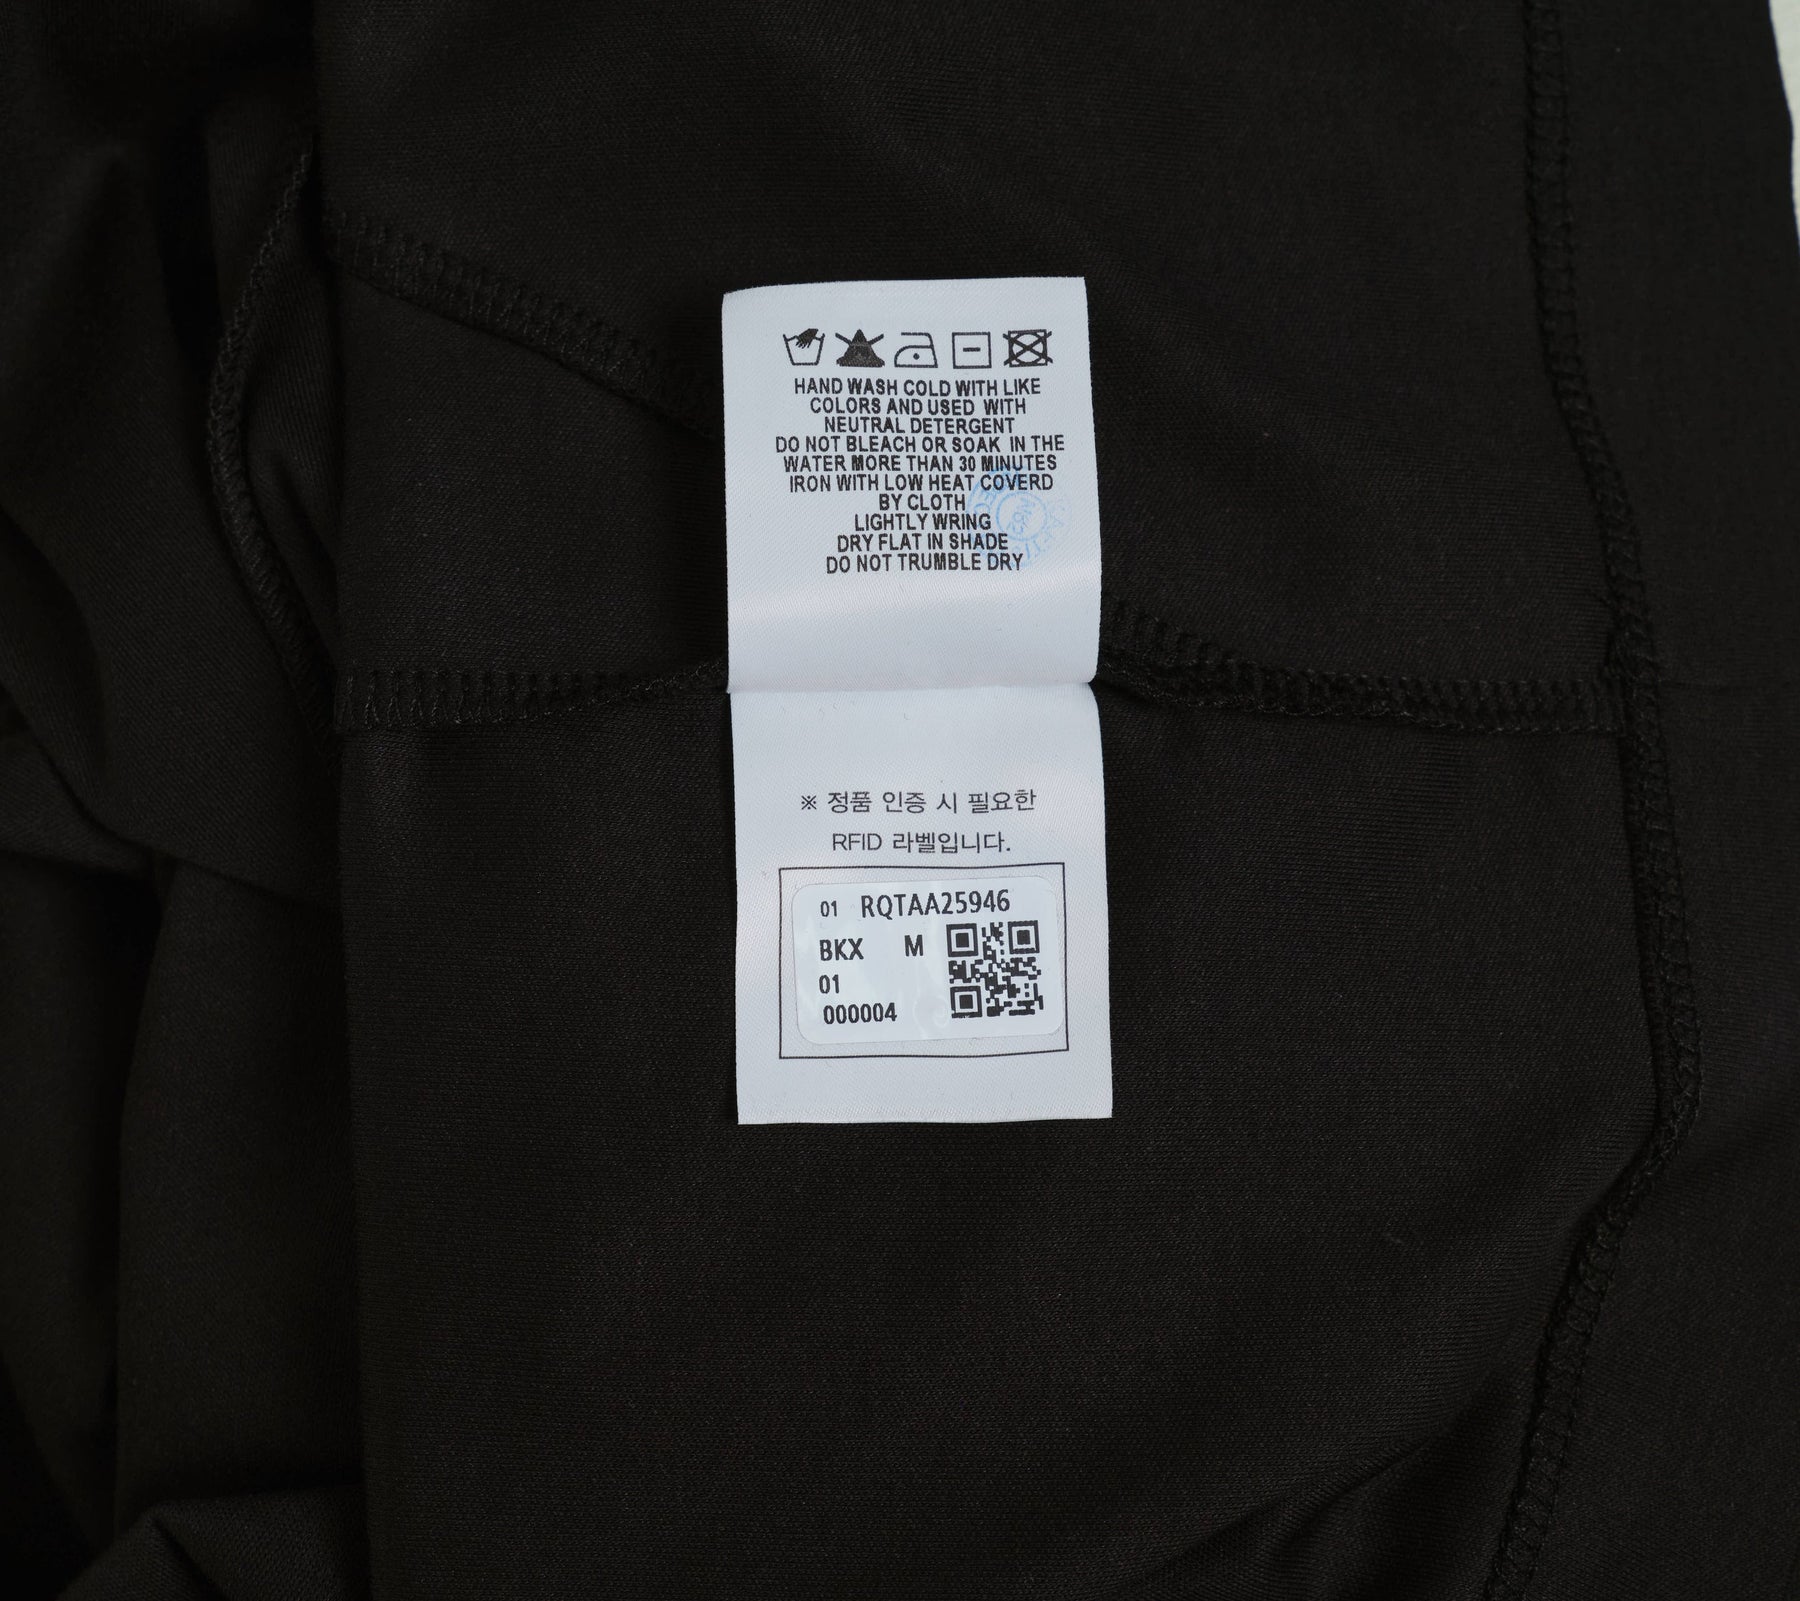 HAND WASH COLD WITH LIKE
COLORS AND USED WITH
NEUTRAL DETERGENT
DO NOT BLEACH OR SOAK IN THE
WATER MORE THAN 30 MINUTES
IRON WITH LOW HEAT COVERD
BY CLOTH
LIGHTLY WRING
DRY FLAT IN SHADE
DO NOT TRUMBLE DRY
※ 정품 인증 시 필요한
RFID 라벨입니다.
01 RQTAA25946
BKX M
01
000004